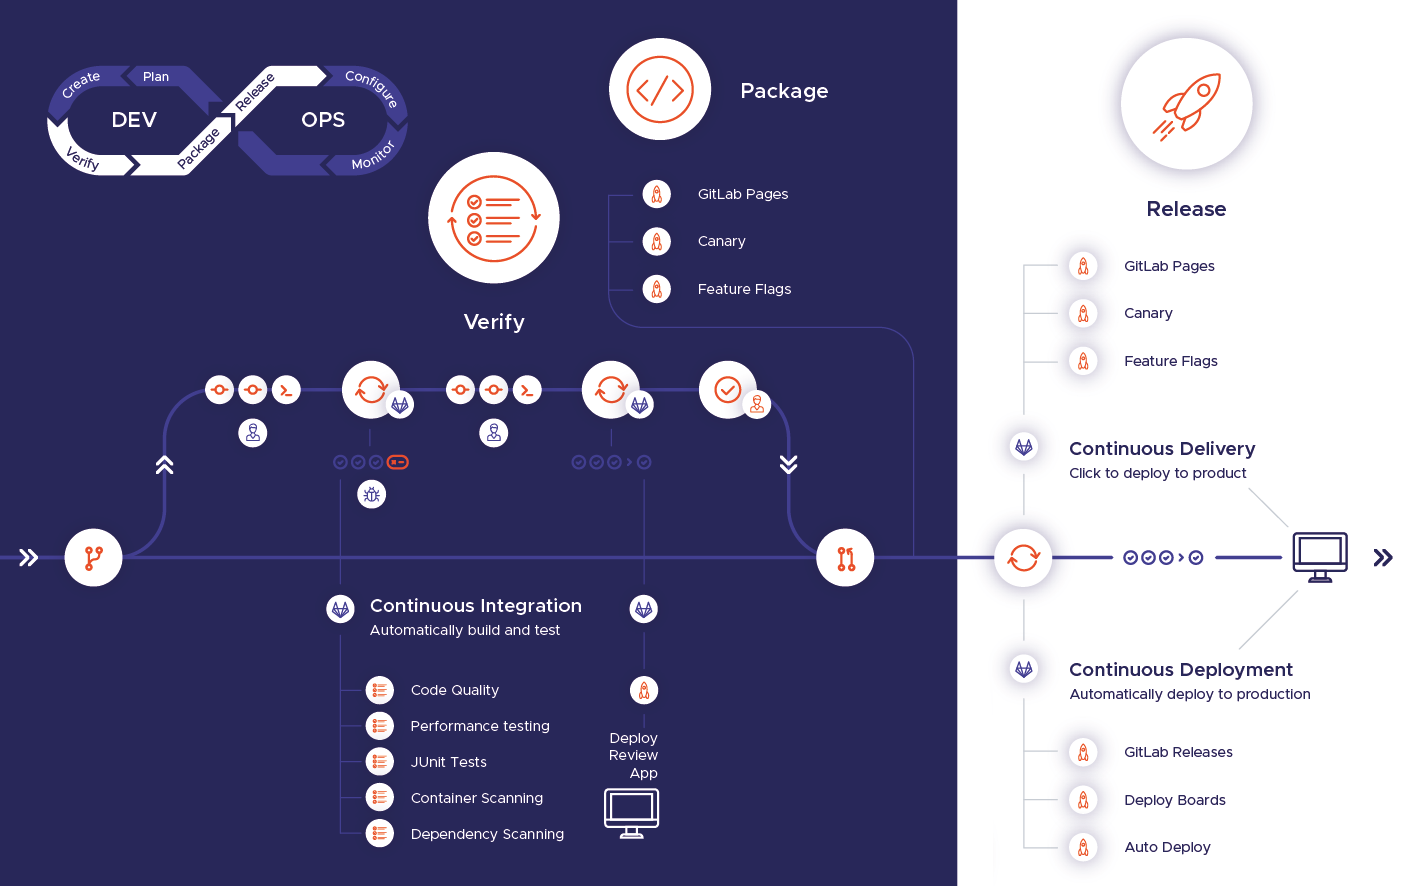 Create
Plan
Release
Configure
DEV
OPS
Verify
Package
Monitor
Package
GitLab Pages
Canary
Feature Flags
Verify
Continuous Integration
Automatically build and test
Code Quality
Performance testing
JUnit Tests
Container Scanning
Dependency Scanning
Deploy
Review
App
Release
GitLab Pages
Canary
Feature Flags
Continuous Delivery
Click to deploy to product
Continuous Deployment
Automatically deploy to production
GitLab Releases
Deploy Boards
Auto Deploy